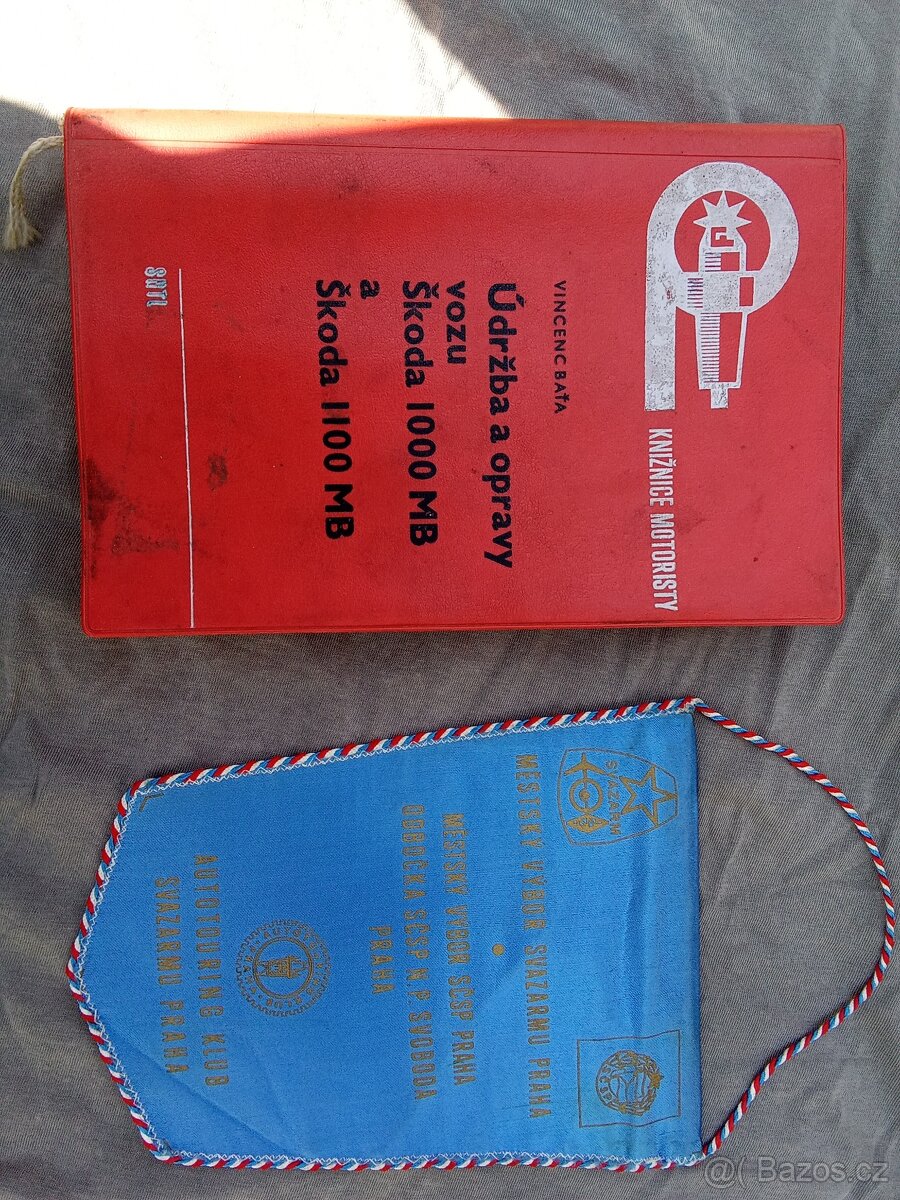 KNIŽNICE MOTORISTY
VINCENC BAŤA
Údržba a opravy
vozu
Škoda 1000 MB
a
Škoda 1100 MB
SNTL
SVAZARM
MĚSTSKÝ VÝBOR SVAZARMU PRAHA
MĚSTSKÝ VÝBOR SČSP PRAHA
ODBOČKA SČSP N.P. SVOBODA
PRAHA
AUTOTOURING KLUB
SVAZARMU PRAHA
@( Bazos.cz